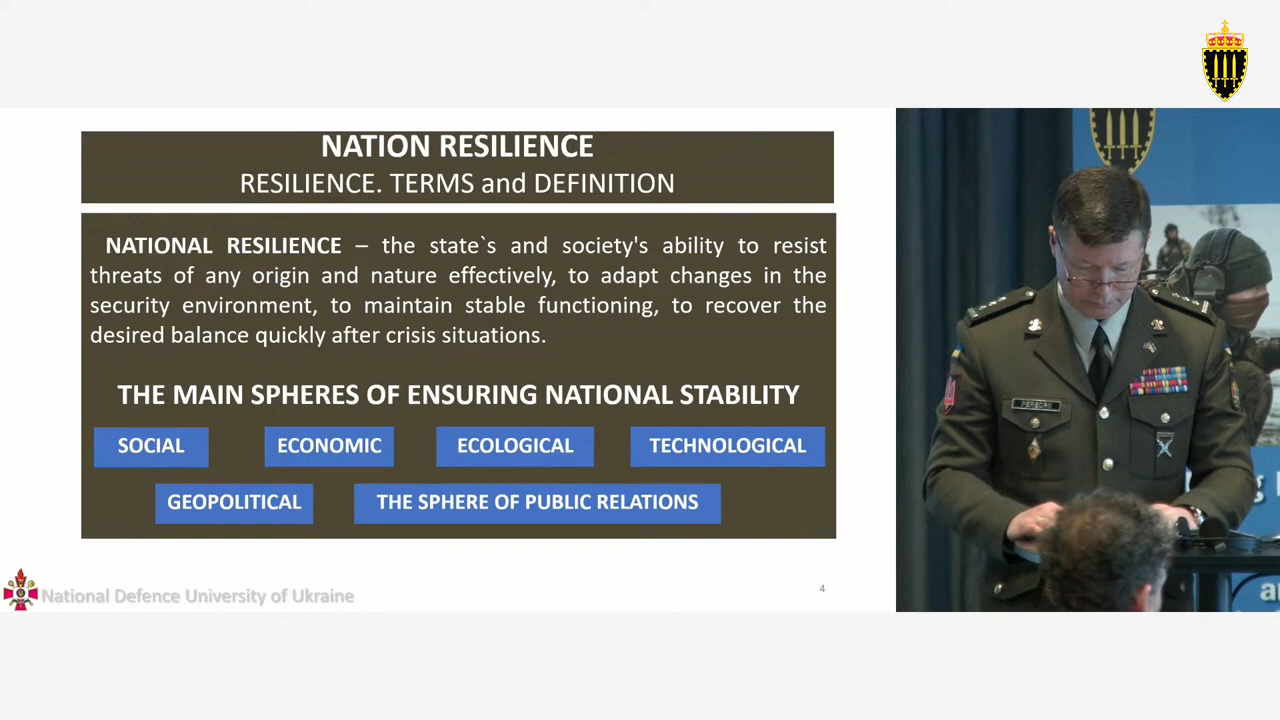 NATION RESILIENCE
RESILIENCE. TERMS and DEFINITION
NATIONAL RESILIENCE – the state`s and society's ability to resist
threats of any origin and nature effectively, to adapt changes in the
security environment, to maintain stable functioning, to recover the
desired balance quickly after crisis situations.
THE MAIN SPHERES OF ENSURING NATIONAL STABILITY
SOCIAL ECONOMIC ECOLOGICAL TECHNOLOGICAL
GEOPOLITICAL THE SPHERE OF PUBLIC RELATIONS
National Defence University of Ukraine
4